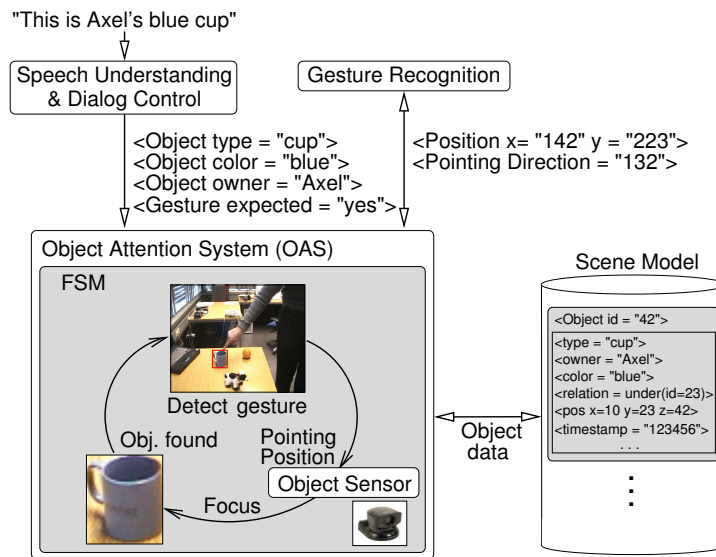 "This is Axel's blue cup"
Speech Understanding
& Dialog Control
Gesture Recognition
<Object type = "cup">
<Object color = "blue">
<Object owner = "Axel">
<Gesture expected = "yes">
<Position x= "142" y = "223">
<Pointing Direction = "132">
Object Attention System (OAS)
FSM
Detect gesture
Obj. found
Pointing
Position
Object Sensor
Focus
Object
data
Scene Model
<Object id = "42">
<type = "cup">
<owner = "Axel">
<color = "blue">
<relation = under(id=23)>
<pos x=10 y=23 z=42>
<timestamp = "123456">
. . .